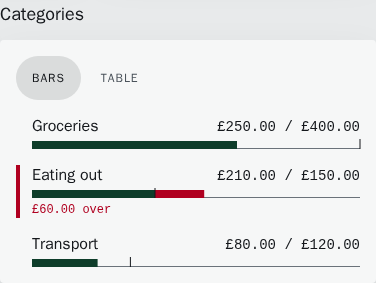 Categories
BARS TABLE
Groceries £250.00 / £400.00
Eating out £210.00 / £150.00
£60.00 over
Transport £80.00 / £120.00